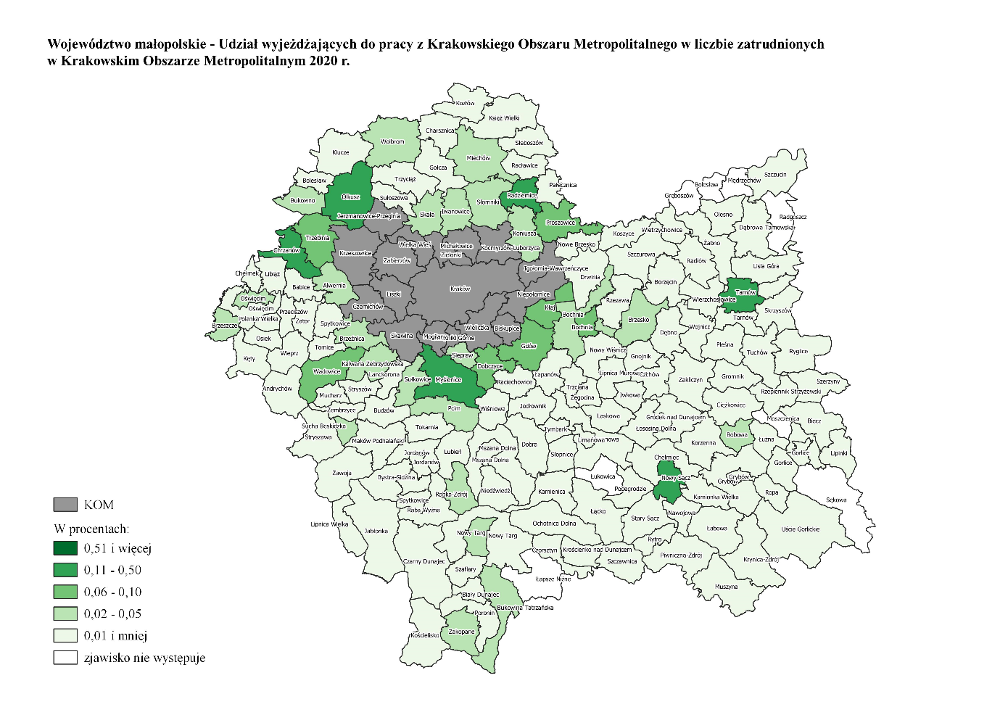 Województwo małopolskie - Udział wyjeżdżających do pracy z Krakowskiego Obszaru Metropolitalnego w liczbie zatrudnionych
w Krakowskim Obszarze Metropolitalnym 2020 r.
Kozłów
Książ Wielki
Charsznica
Wolbrom
Słaboszów
Klucze
Miechów
Gołcza
Racławice
Bolesław
Trzyciąż
Pałecznica
Olkusz
Sułoszowa
Radziemice
Bukowno
Słomniki
Skała
Iwanowice
Jerzmanowice-Przeginia
Proszowice
Koniusza
Trzebinia
Wielka Wieś
Michałowice
Zielonki
Kocmyrzów-Luborzyca
Nowe Brzesko
Koszyce
Chrzanów
Krzeszowice
Zabierzów
Igołomia-Wawrzeńczyce
Chełmek
Libiąż
Babice
Alwernia
Kraków
Drwinia
Liszki
Niepołomice
Czernichów
Kłaj
Bochnia
Bochnia
Rzezawa
Brzesko
Szczurowa
Borzęcin
Radłów
Żabno
Wietrzychowice
Gręboszów
Bolesław
Mędrzechów
Szczucin
Olesno
Dąbrowa Tarnowska
Radgoszcz
Lisia Góra
Tarnów
Wierzchosławice
Tarnów
Skrzyszów
Oświęcim
Oświęcim
Polanka Wielka
Przeciszów
Zator
Brzeszcze
Spytkowice
Osiek
Brzeźnica
Tomice
Skawina
Wieliczka
Biskupice
Gdów
Siepraw
Dobczyce
Kęty
Wieprz
Wadowice
Kalwaria Zebrzydowska
Lanckorona
Sułkowice
Myślenice
Raciechowice
Łapanów
Nowy Wiśnicz
Trzciana
Żegocina
Gnojnik
Dębno
Wojnicz
Iwkowa
Zakliczyn
Pleśna
Tuchów
Ryglice
Gromnik
Szerzyny
Rzepiennik Strzyżewski
Ciężkowice
Andrychów
Mucharz
Stryszów
Zembrzyce
Budzów
Pcim
Wiśniowa
Jodłownik
Laskowa
Gródek nad Dunajcem
Łososina Dolna
Moszczenica
Biecz
Bobowa
Łużna
Korzenna
Lipinki
Gorlice
Gorlice
Sucha Beskidzka
Stryszawa
Maków Podhalański
Tokarnia
Lubień
Mszana Dolna
Mszana Dolna
Dobra
Tymbark
Słopnice
Chełmiec
Jordanów
Jordanów
Zawoja
Bystra-Sidzina
Łukowica
Podegrodzie
Nowy Sącz
Grybów
Grybów
Kamionka Wielka
Ropa
Sękowa
Rabka-Zdrój
Niedźwiedź
Kamienica
Spytkowice
Raba Wyżna
Łącko
Stary Sącz
Nawojowa
Łabowa
Uście Gorlickie
Lipnica Wielka
Jabłonka
Nowy Targ
Nowy Targ
Ochotnica Dolna
Rytro
Czorsztyn
Krościenko nad Dunajcem
Szczawnica
Piwniczna-Zdrój
Krynica-Zdrój
Czarny Dunajec
Szaflary
Łapsze Niżne
Muszyna
Biały Dunajec
Bukowina Tatrzańska
Poronin
Zakopane
Kościelisko
KOM
W procentach:
0,51 i więcej
0,11 - 0,50
0,06 - 0,10
0,02 - 0,05
0,01 i mniej
zjawisko nie występuje